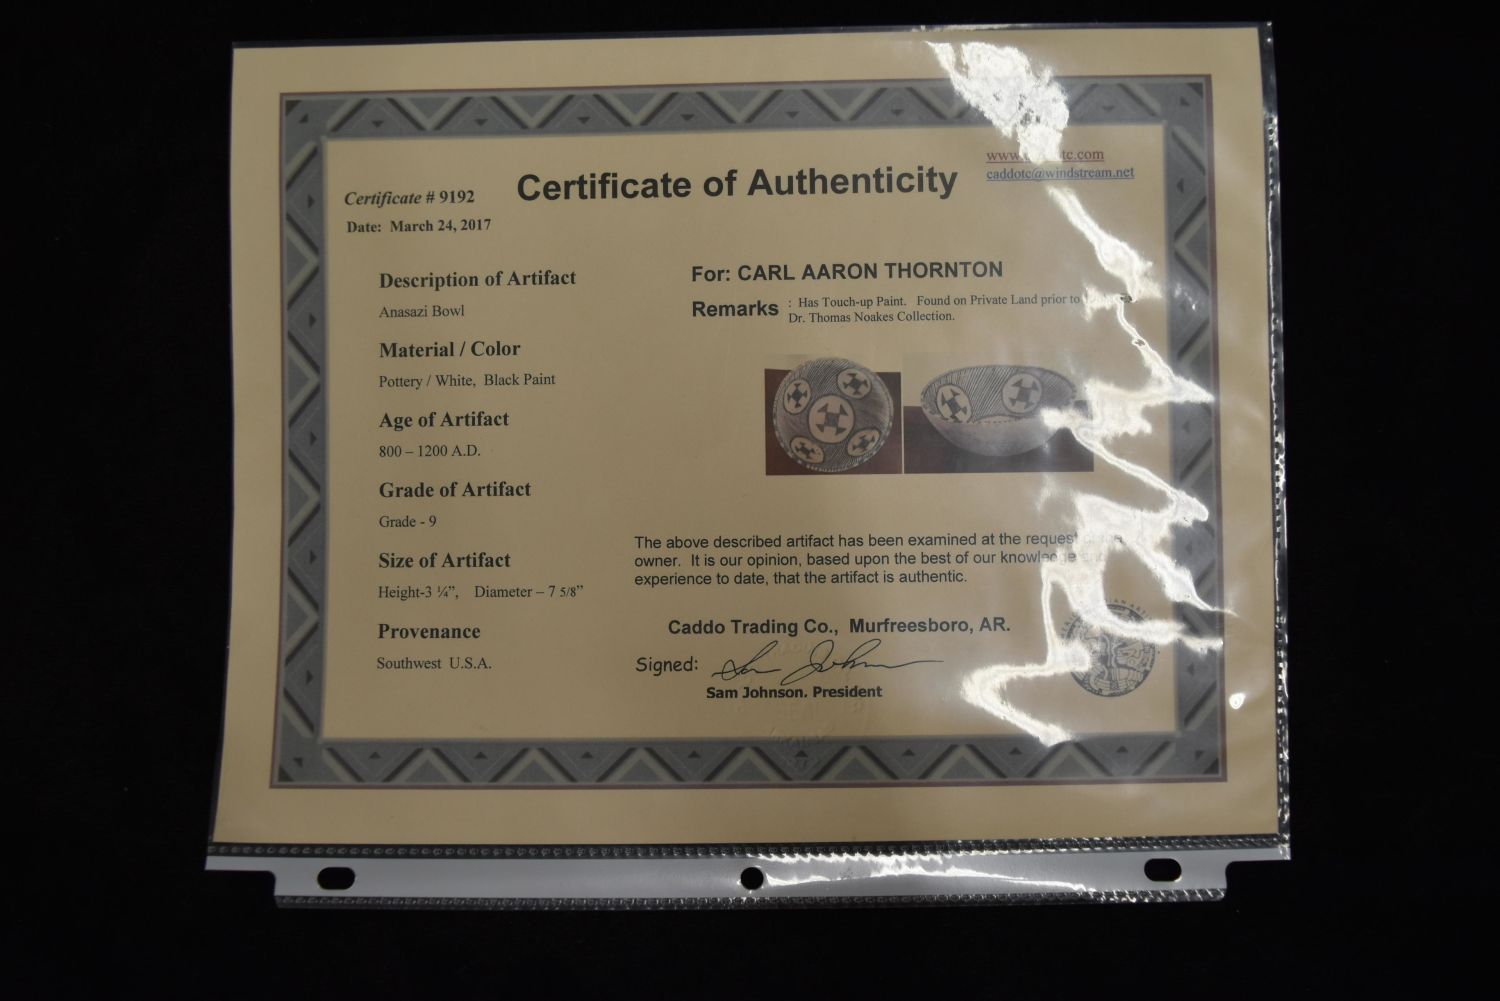 www. tc.com
caddotc@windstream.net
Certificate # 9192
Certificate of Authenticity
Date: March 24, 2017
Description of Artifact
Anasazi Bowl
Material / Color
Pottery / White, Black Paint
Age of Artifact
800 – 1200 A.D.
Grade of Artifact
Grade - 9
Size of Artifact
Height-3 ¼”, Diameter – 7 5/8”
Provenance
Southwest U.S.A.
For: CARL AARON THORNTON
Remarks : Has Touch-up Paint. Found on Private Land prior to
Dr. Thomas Noakes Collection.
The above described artifact has been examined at the request
owner. It is our opinion, based upon the best of our knowledge and
experience to date, that the artifact is authentic.
Caddo Trading Co., Murfreesboro, AR.
Signed: Sam Johnson
Sam Johnson. President